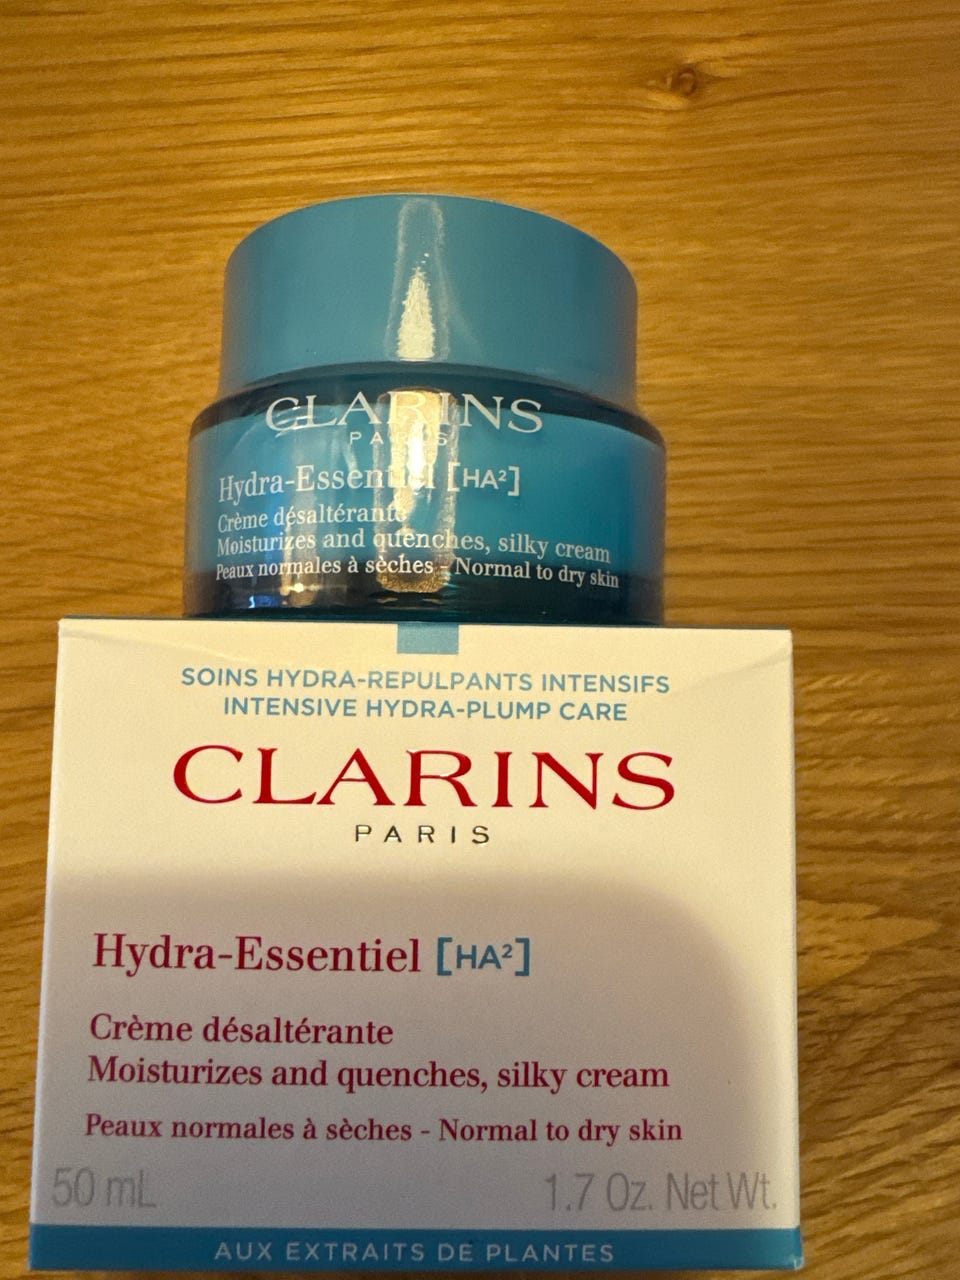 CLARINS
PARIS
Hydra-Essentiel [HA²]
Crème désaltérante
Moisturizes and quenches, silky cream
Peaux normales à sèches - Normal to dry skin
SOINS HYDRA-REPULPANTS INTENSIFS
INTENSIVE HYDRA-PLUMP CARE
CLARINS
PARIS
Hydra-Essentiel [HA²]
Crème désaltérante
Moisturizes and quenches, silky cream
Peaux normales à sèches - Normal to dry skin
50 mL 1.7 Oz. Net Wt.
AUX EXTRAITS DE PLANTES